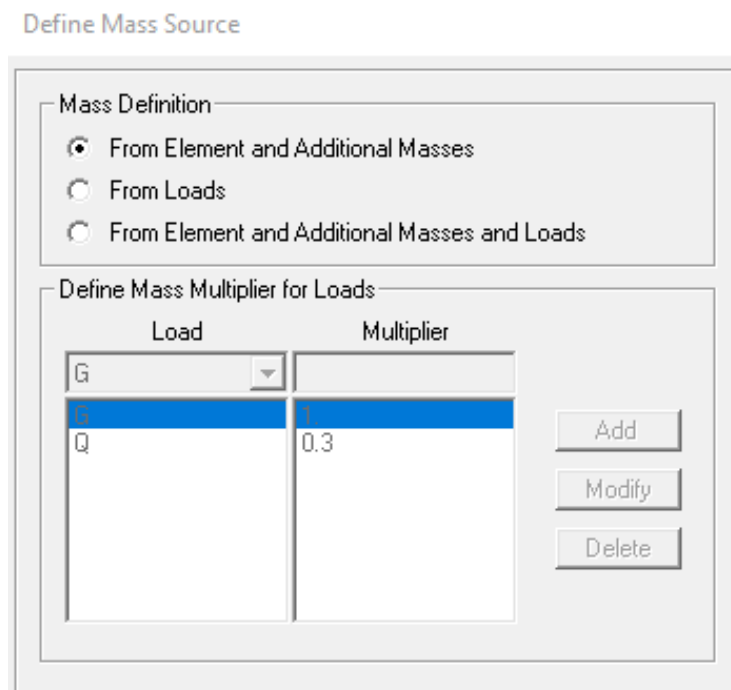 Define Mass Source
Mass Definition
From Element and Additional Masses
From Loads
From Element and Additional Masses and Loads
Define Mass Multiplier for Loads
Load Multiplier
G
G 1.
Q 0.3
Add
Modify
Delete